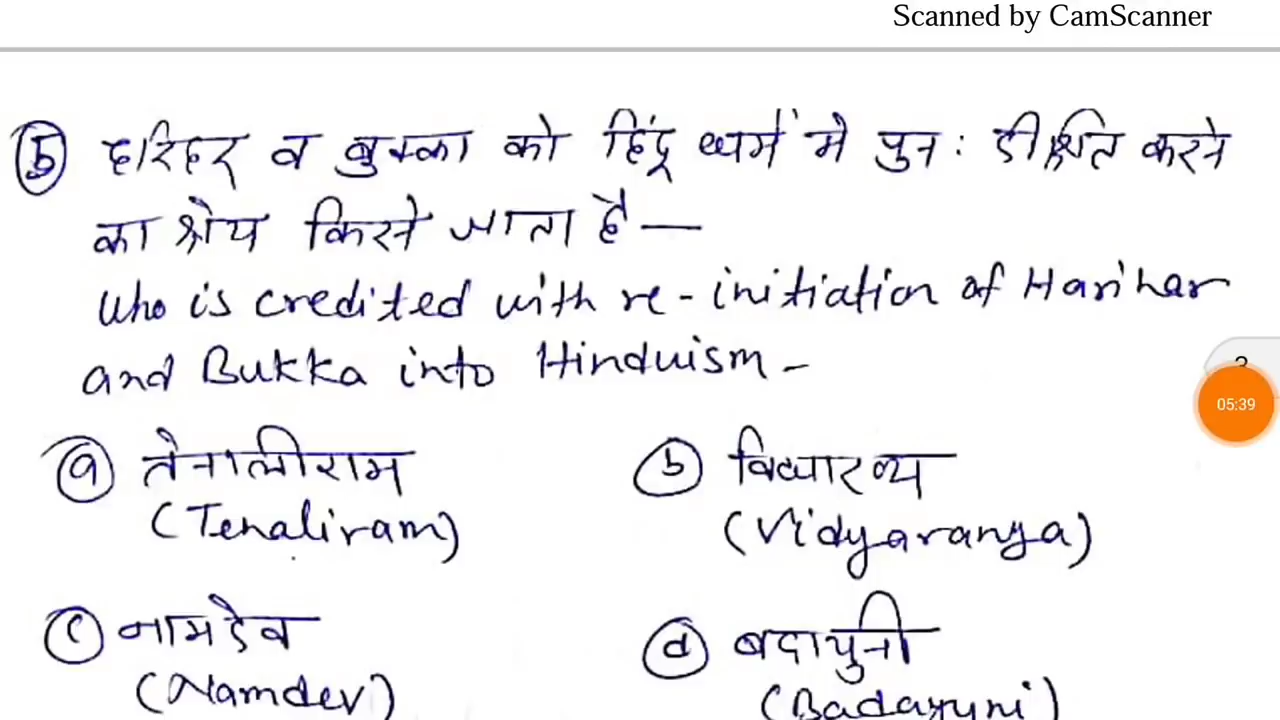 Scanned by CamScanner
5 हरिहर व बुक्का को हिंदू धर्म में पुन: दीक्षित करने
का श्रेय किसे जाता है —
Who is credited with re-initiation of Harihar
and Bukka into Hinduism -
3
05:39
a तेनालीराम
b विद्यारण्य
(Tenaliram)
(Vidyaranya)
c नामदेव
d बदायुनी
(Namdev)
(Badayuni)